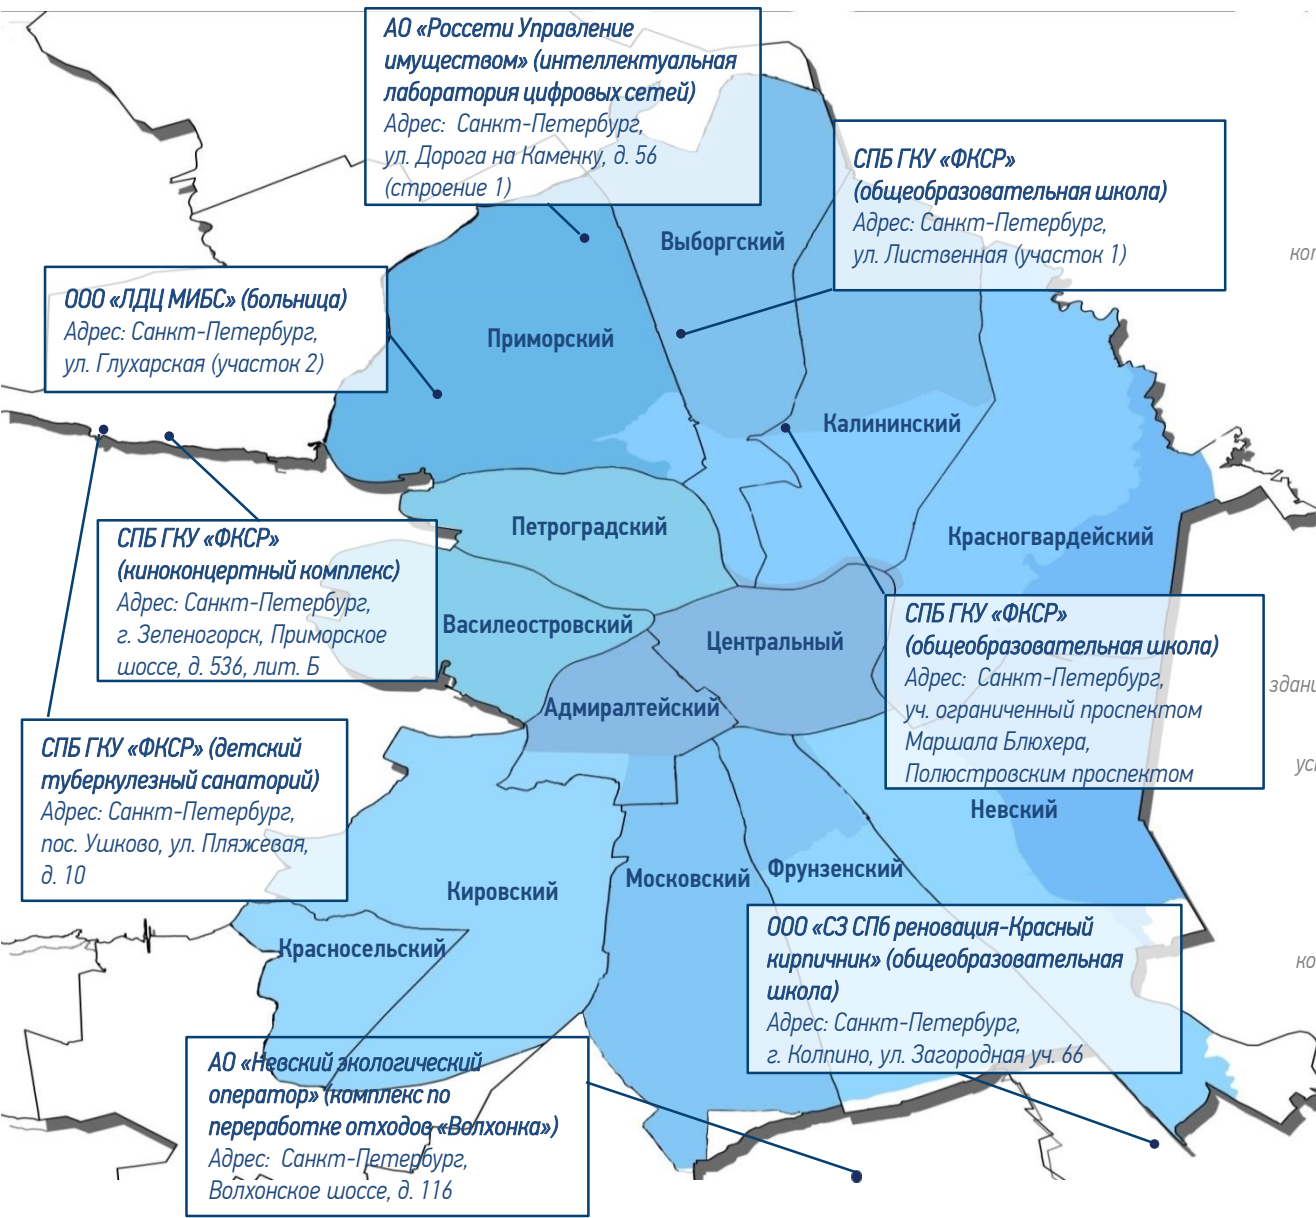 АО «Россети Управление
имуществом» (интеллектуальная
лаборатория цифровых сетей)
Адрес: Санкт-Петербург,
ул. Дорога на Каменку, д. 56
(строение 1)
СПБ ГКУ «ФКСР»
(общеобразовательная школа)
Адрес: Санкт-Петербург,
ул. Лиственная (участок 1)
Выборгский
ООО «ЛДЦ МИБС» (больница)
Адрес: Санкт-Петербург,
ул. Глухарская (участок 2)
Приморский
Калининский
Петроградский
Красногвардейский
СПБ ГКУ «ФКСР»
(киноконцертный комплекс)
Адрес: Санкт-Петербург,
г. Зеленогорск, Приморское
шоссе, д. 536, лит. Б
Василеостровский
Центральный
Адмиралтейский
СПБ ГКУ «ФКСР»
(общеобразовательная школа)
Адрес: Санкт-Петербург,
уч. ограниченный проспектом
Маршала Блюхера,
Полюстровским проспектом
СПБ ГКУ «ФКСР» (детский
туберкулезный санаторий)
Адрес: Санкт-Петербург,
пос. Ушково, ул. Пляжевая,
д. 10
Невский
Кировский
Московский
Фрунзенский
Красносельский
ООО «СЗ СПб реновация-Красный
кирпичник» (общеобразовательная
школа)
Адрес: Санкт-Петербург,
г. Колпино, ул. Загородная уч. 66
АО «Невский экологический
оператор» (комплекс по
переработке отходов «Волхонка»)
Адрес: Санкт-Петербург,
Волхонское шоссе, д. 116